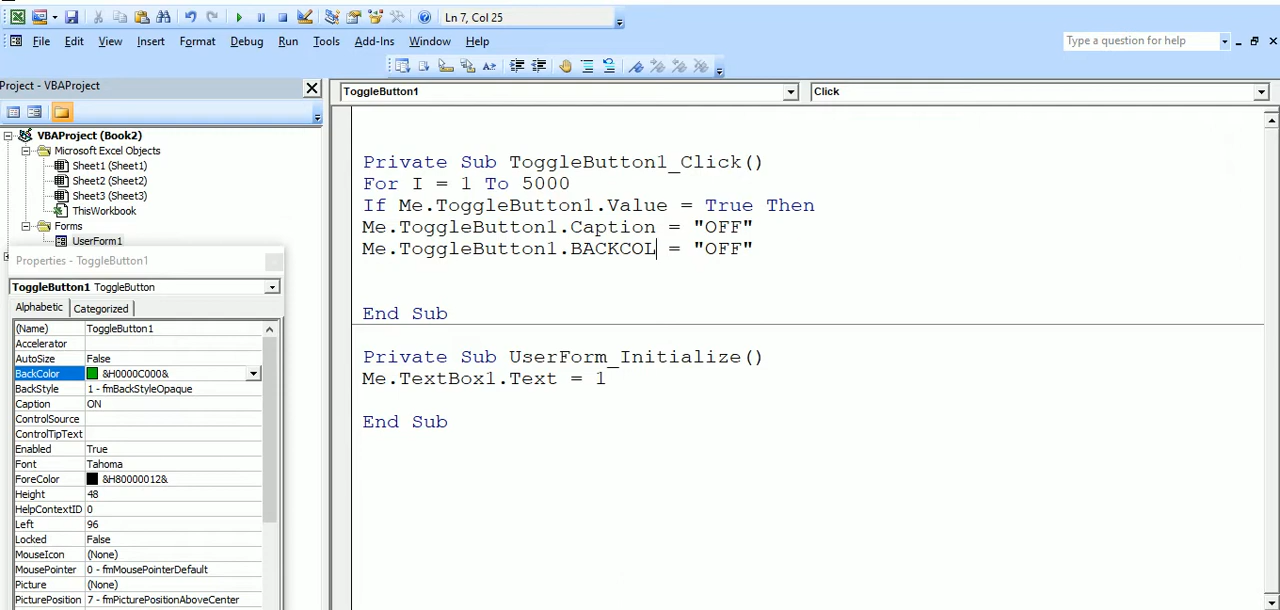 Ln 7, Col 25
File Edit View Insert Format Debug Run Tools Add-Ins Window Help
Type a question for help
Project - VBAProject
VBAProject (Book2)
Microsoft Excel Objects
Sheet1 (Sheet1)
Sheet2 (Sheet2)
Sheet3 (Sheet3)
ThisWorkbook
Forms
UserForm1
Properties - ToggleButton1
ToggleButton1 ToggleButton
Alphabetic Categorized
(Name) ToggleButton1
Accelerator
AutoSize False
BackColor &H0000C000&
BackStyle 1 - fmBackStyleOpaque
Caption ON
ControlSource
ControlTipText
Enabled True
Font Tahoma
ForeColor &H80000012&
Height 48
HelpContextID 0
Left 96
Locked False
MouseIcon (None)
MousePointer 0 - fmMousePointerDefault
Picture (None)
PicturePosition 7 - fmPicturePositionAboveCenter
ToggleButton1 Click
Private Sub ToggleButton1_Click()
For I = 1 To 5000
If Me.ToggleButton1.Value = True Then
Me.ToggleButton1.Caption = "OFF"
Me.ToggleButton1.BACKCOL = "OFF"
End Sub
Private Sub UserForm_Initialize()
Me.TextBox1.Text = 1
End Sub